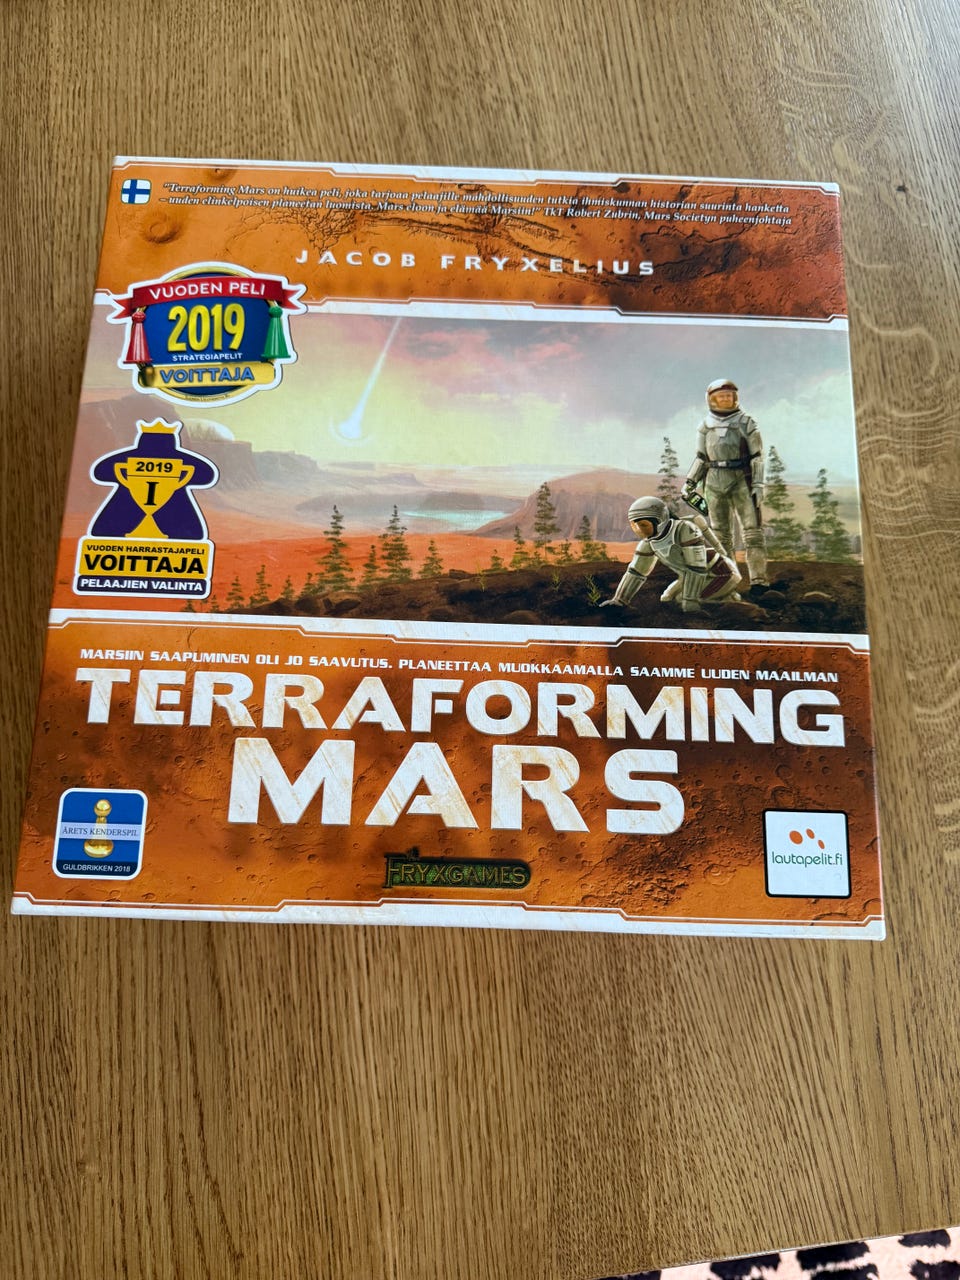 "Terraforming Mars on huikea peli, joka tarjoaa pelaajille mahdollisuuden tutkia ihmiskunnan historian suurinta hanketta
– uuden elinkelpoisen planeetan luomista. Mars eloon ja elämää Marsiin!" TkT Robert Zubrin, Mars Societyn puheenjohtaja
JACOB FRYXELIUS
VUODEN PELI
2019
STRATEGIAPELIT
VOITTAJA
2019
I
VUODEN HARRASTAJAPELI
VOITTAJA
PELAAJIEN VALINTA
MARSIIN SAAPUMINEN OLI JO SAAVUTUS. PLANEETTAA MUOKKAAMALLA SAAMME UUDEN MAAILMAN
TERRAFORMING
MARS
ÅRETS KENDERSPIL
GULDBRIKKEN 2018
FRYXGAMES
lautapelit.fi